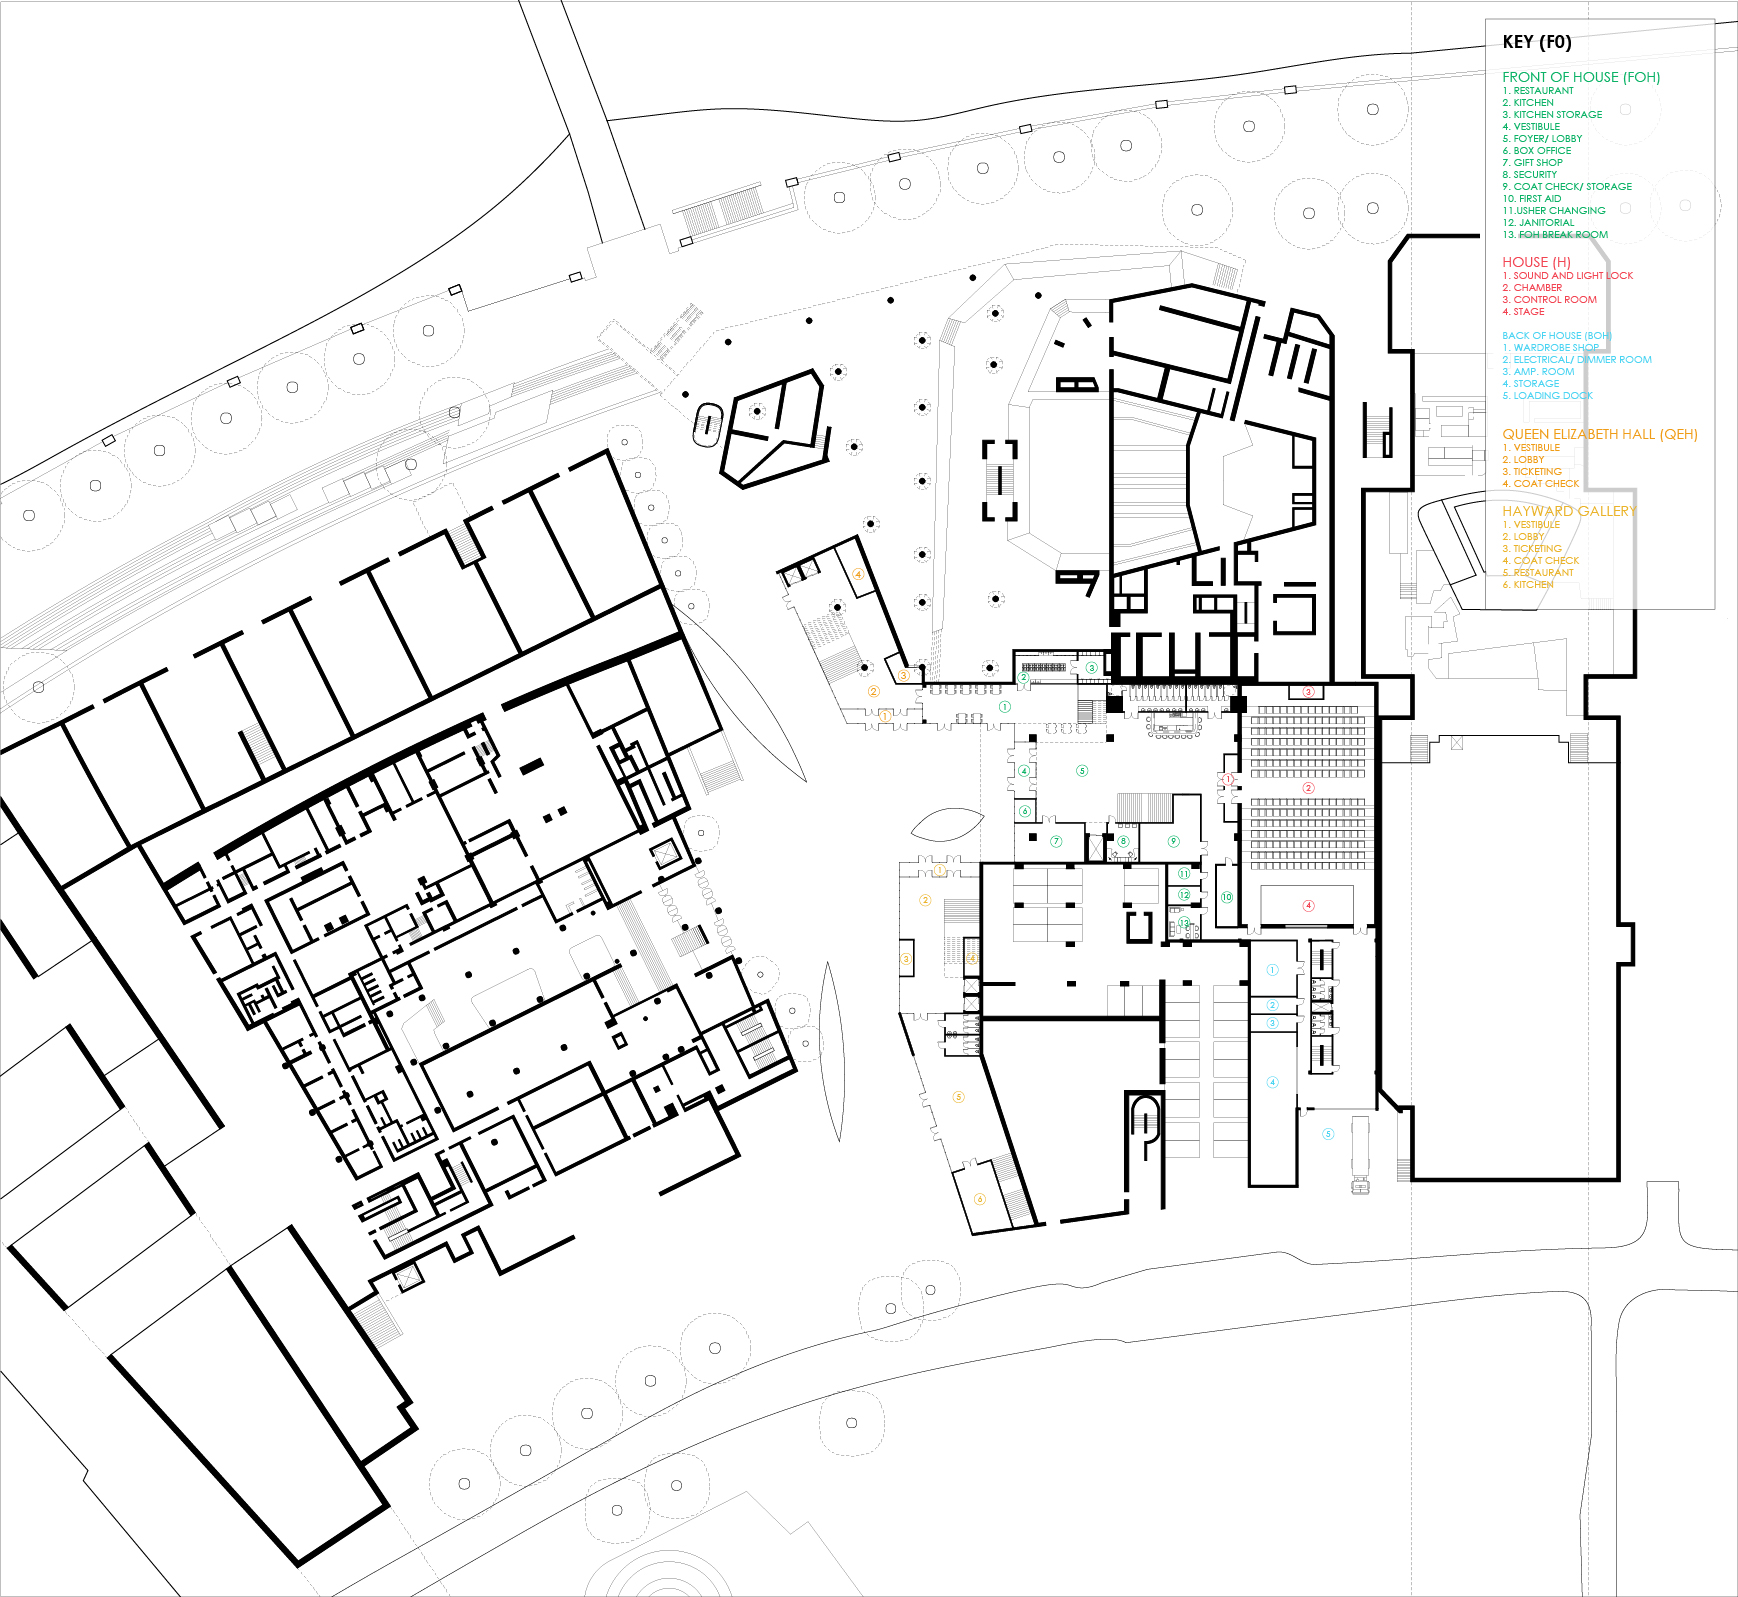 KEY (F0)
FRONT OF HOUSE (FOH)
1. RESTAURANT
2. KITCHEN
3. KITCHEN STORAGE
4. VESTIBULE
5. FOYER/ LOBBY
6. BOX OFFICE
7. GIFT SHOP
8. SECURITY
9. COAT CHECK/ STORAGE
10. FIRST AID
11.USHER CHANGING
12. JANITORIAL
13. FOH BREAK ROOM
HOUSE (H)
1. SOUND AND LIGHT LOCK
2. CHAMBER
3. CONTROL ROOM
4. STAGE
BACK OF HOUSE (BOH)
1. WARDROBE SHOP
2. ELECTRICAL/ DIMMER ROOM
3. AMP. ROOM
4. STORAGE
5. LOADING DOCK
QUEEN ELIZABETH HALL (QEH)
1. VESTIBULE
2. LOBBY
3. TICKETING
4. COAT CHECK
HAYWARD GALLERY
1. VESTIBULE
2. LOBBY
3. TICKETING
4. COAT CHECK
5. RESTAURANT
6. KITCHEN
4
3
2
1
2
3
1
3
4
5
1
2
6
7
8
9
1
2
11
12
10
13
4
3
4
1
2
3
5
4
5
6